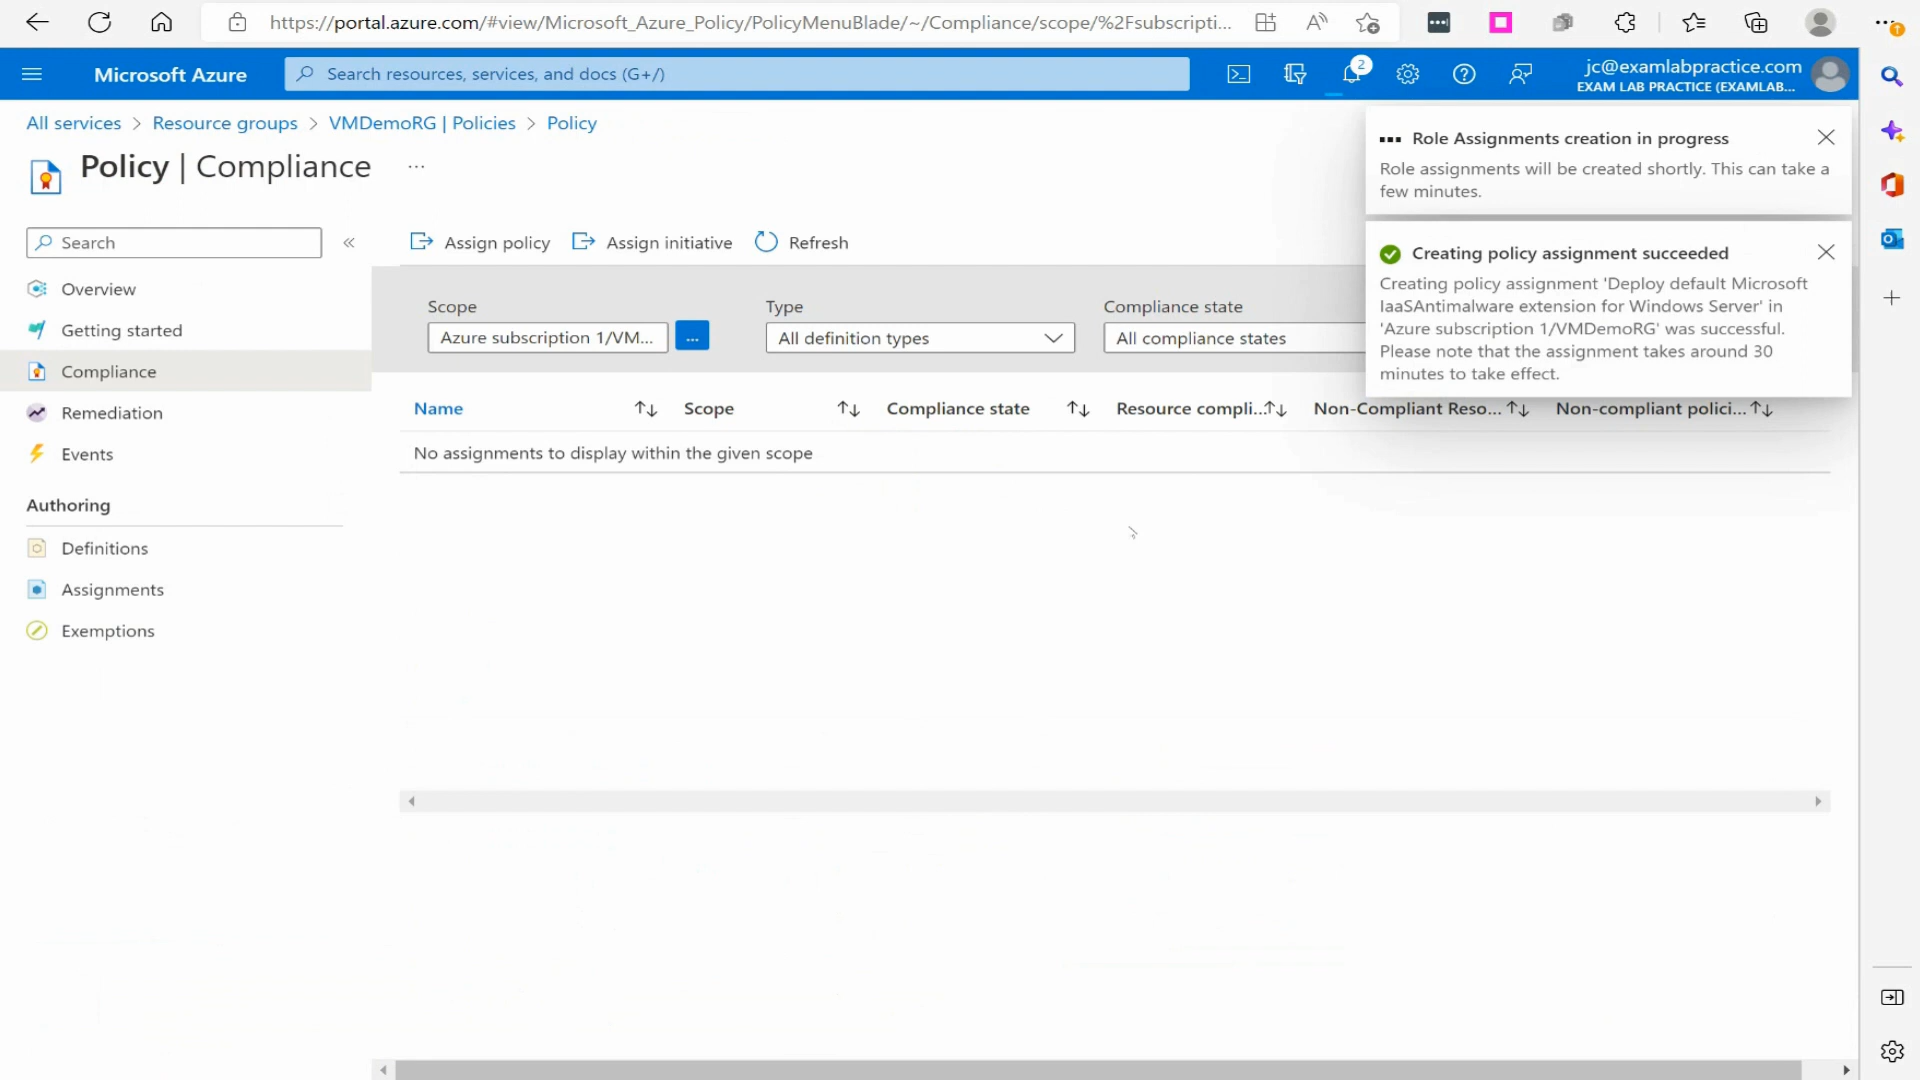 https://portal.azure.com/#view/Microsoft_Azure_Policy/PolicyMenuBlade/~/Compliance/scope/%2Fsubscripti...
Microsoft Azure
Search resources, services, and docs (G+/)
2
jc@examlabpractice.com
EXAM LAB PRACTICE (EXAMLAB...
All services > Resource groups > VMDemoRG | Policies > Policy
Policy | Compliance ...
Role Assignments creation in progress
Role assignments will be created shortly. This can take a
few minutes.
Creating policy assignment succeeded
Creating policy assignment 'Deploy default Microsoft
IaaSAntimalware extension for Windows Server' in
'Azure subscription 1/VMDemoRG' was successful.
Please note that the assignment takes around 30
minutes to take effect.
Search
«
Overview
Getting started
Compliance
Remediation
Events
Authoring
Definitions
Assignments
Exemptions
Assign policy
Assign initiative
Refresh
Scope
Azure subscription 1/VM...
...
Type
All definition types
Compliance state
All compliance states
Name
Scope
Compliance state
Resource compli...
Non-Compliant Reso...
Non-compliant polici...
No assignments to display within the given scope